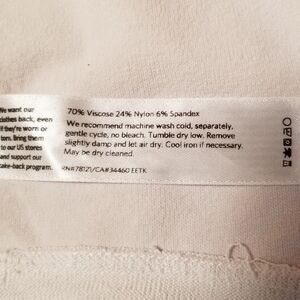 We want our
clothes back, even
if they're worn or
torn. Bring them
to our US stores
and support our
take-back program.
70% Viscose 24% Nylon 6% Spandex
We recommend machine wash cold, separately,
gentle cycle, no bleach. Tumble dry low. Remove
slightly damp and let air dry. Cool iron if necessary.
May be dry cleaned.
RN#78121/CA#34460 EETK